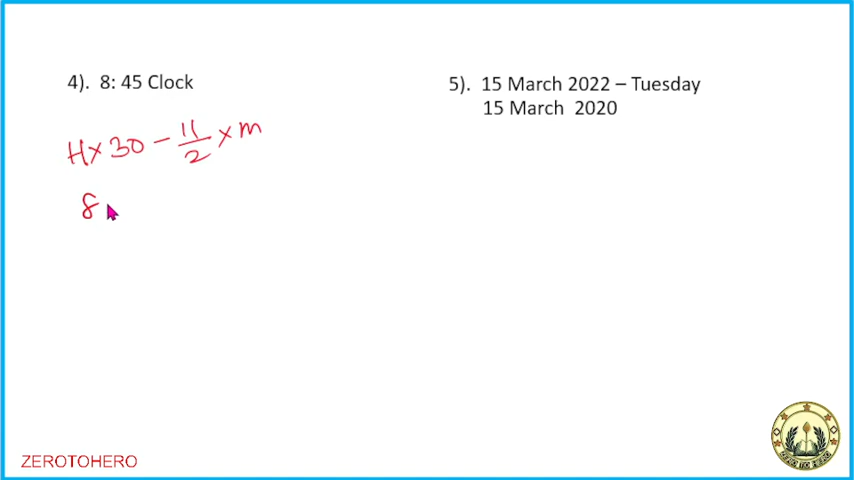 4). 8: 45 Clock
H×30 − 11/2 × m
8
5). 15 March 2022 – Tuesday
15 March 2020
ZEROTOHERO